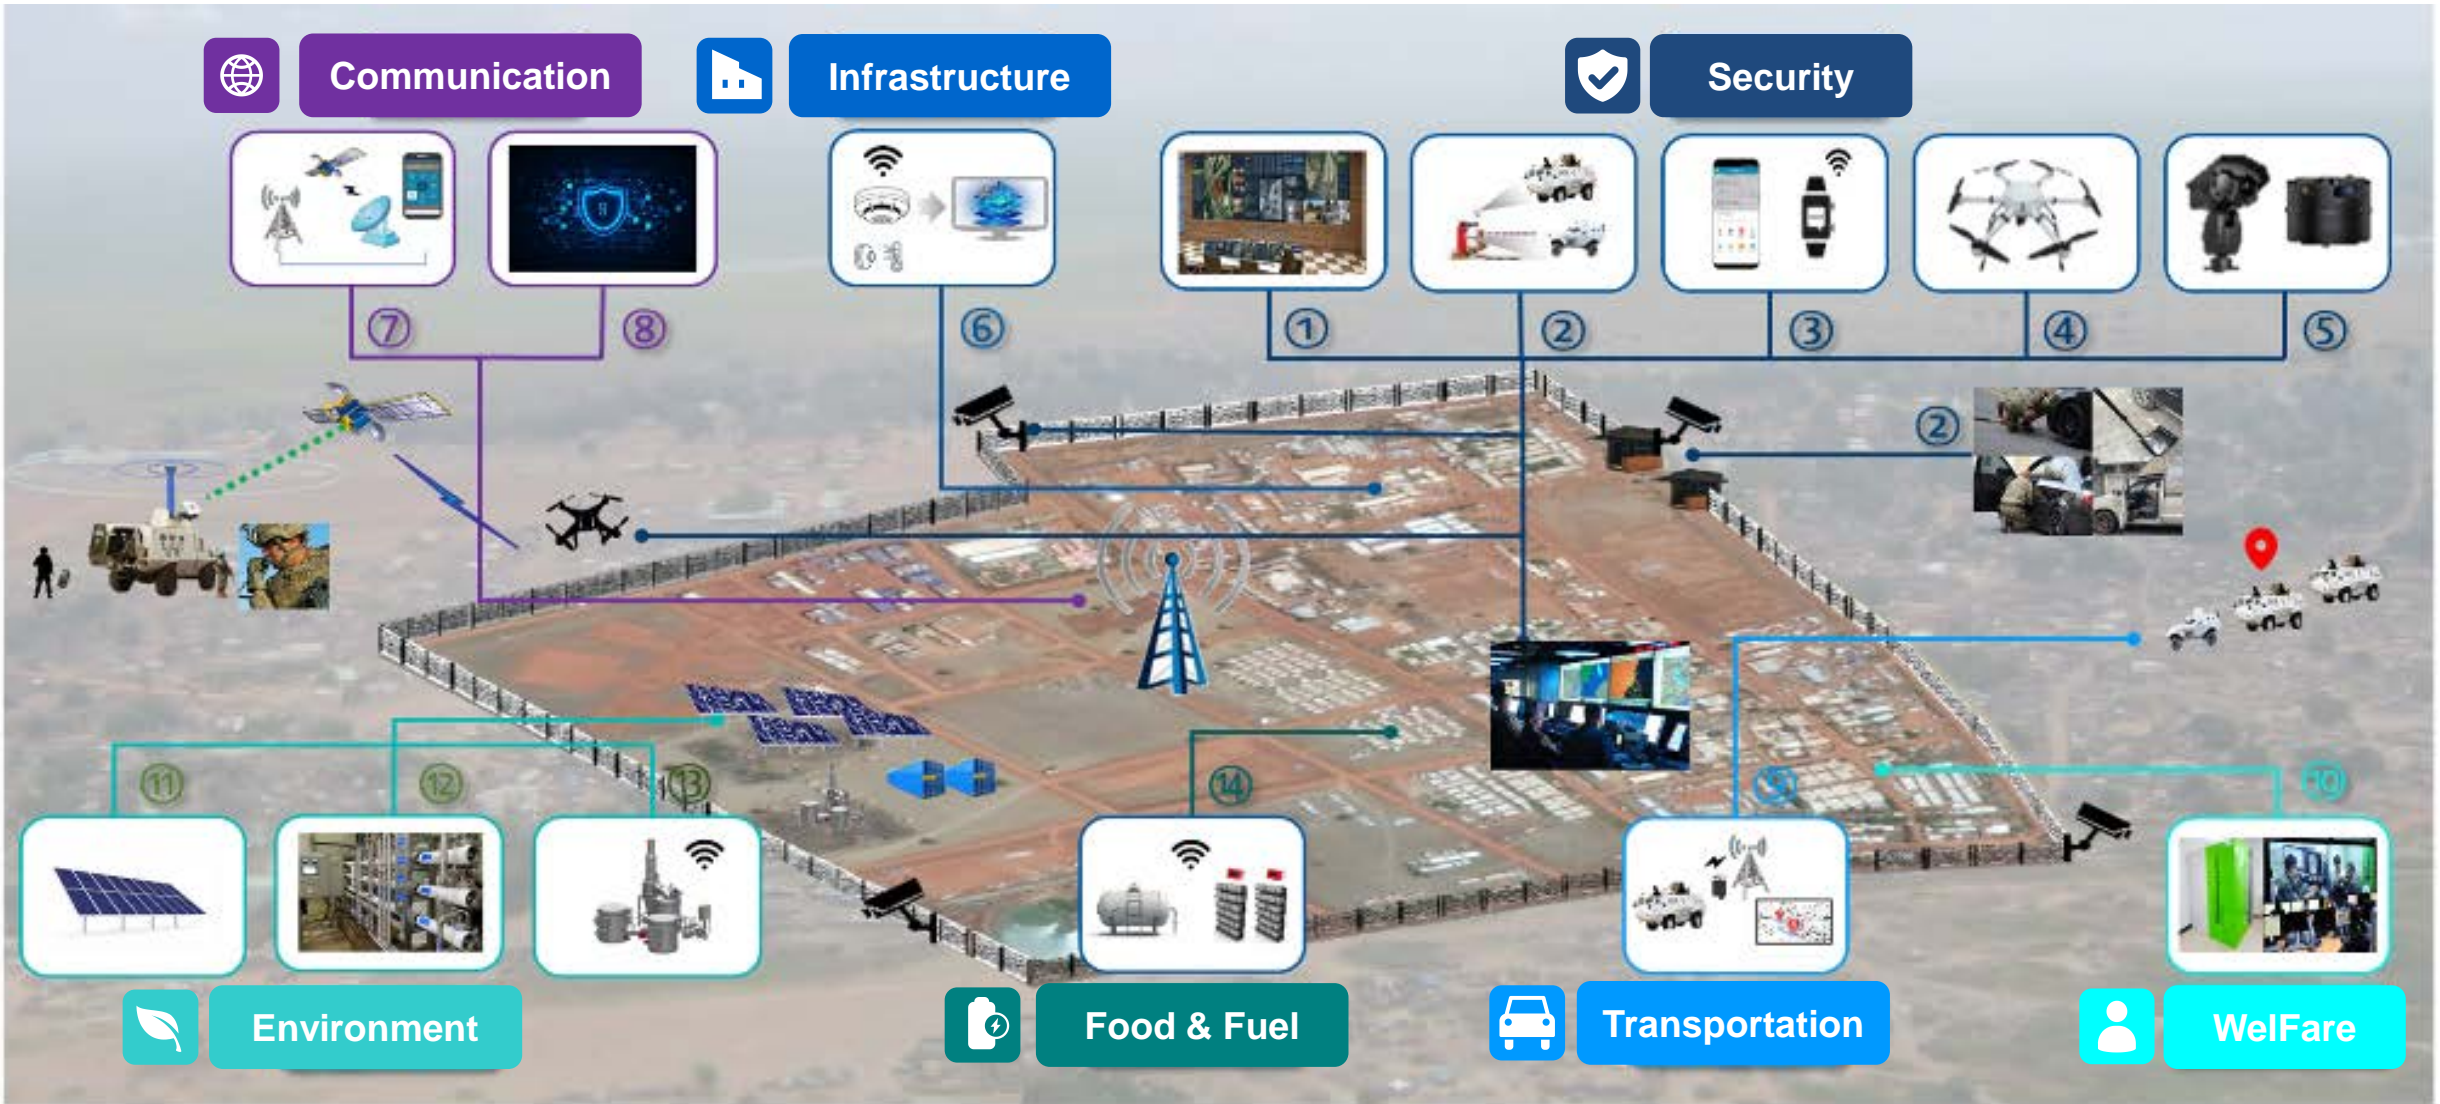 Communication
Infrastructure
Security
⑦
⑧
⑥
①
②
③
④
⑤
②
⑪
⑫
⑬
⑭
⑨
⑩
Environment
Food & Fuel
Transportation
WelFare